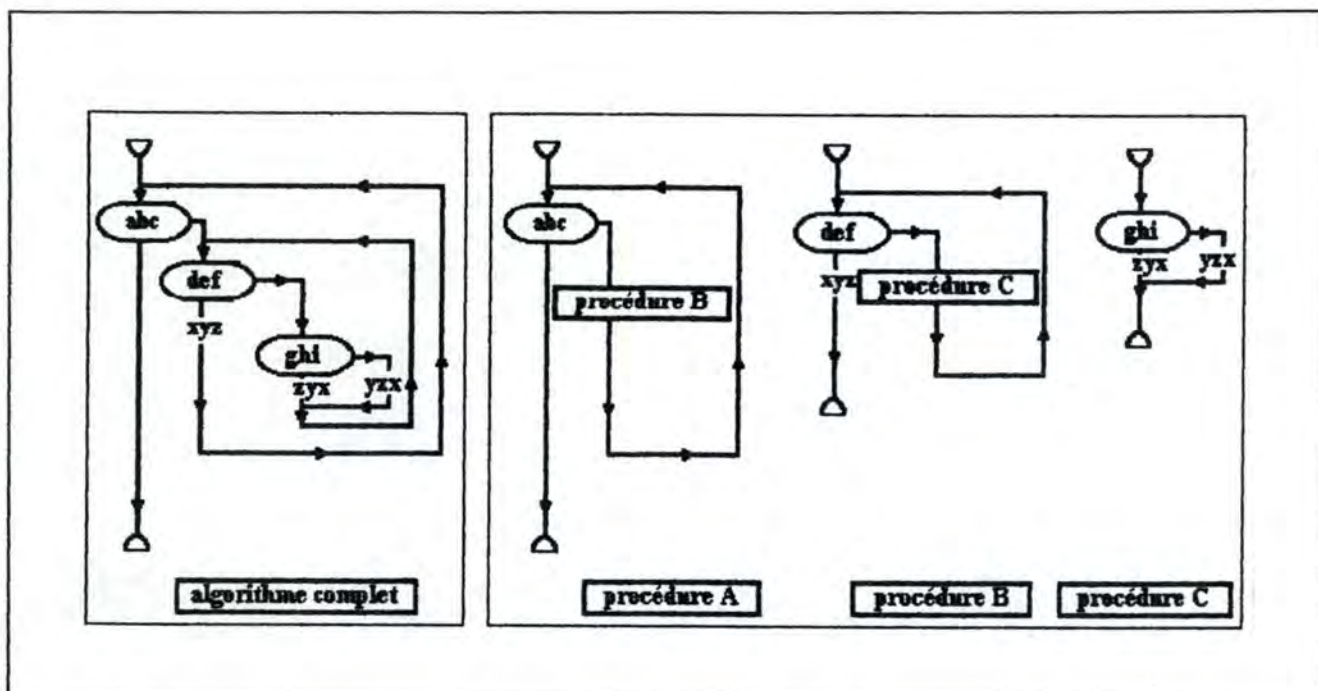 abc
def
xyz
ghi
zyx
yzx
algorithme complet
abc
procédure B
procédure A
def
xyz
procédure C
procédure B
ghi
zyx
yzx
procédure C